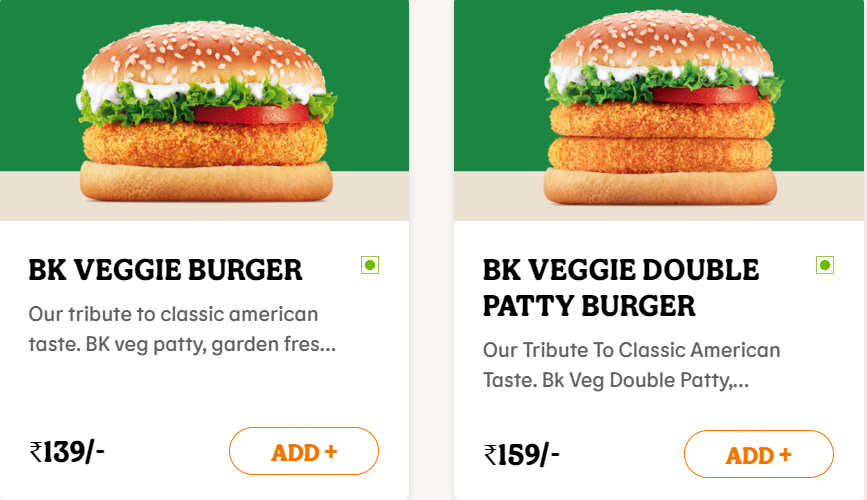 BK VEGGIE BURGER
Our tribute to classic american
taste. BK veg patty, garden fres...
₹139/-
ADD +
BK VEGGIE DOUBLE
PATTY BURGER
Our Tribute To Classic American
Taste. Bk Veg Double Patty,...
₹159/-
ADD +